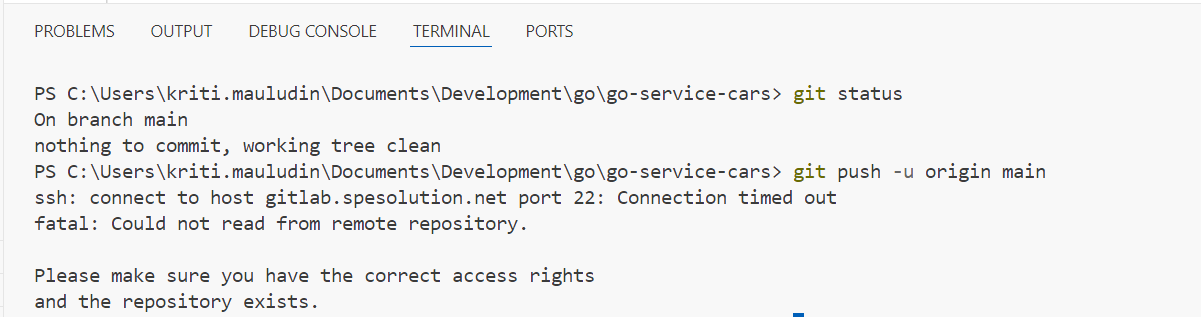 PROBLEMS OUTPUT DEBUG CONSOLE TERMINAL PORTS
PS C:\Users\kriti.mauludin\Documents\Development\go\go-service-cars> git status
On branch main
nothing to commit, working tree clean
PS C:\Users\kriti.mauludin\Documents\Development\go\go-service-cars> git push -u origin main
ssh: connect to host gitlab.spesolution.net port 22: Connection timed out
fatal: Could not read from remote repository.

Please make sure you have the correct access rights
and the repository exists.